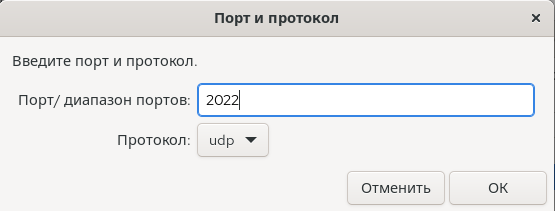 Порт и протокол
Введите порт и протокол.
Порт/ диапазон портов: 2022
Протокол: udp
Отменить OK